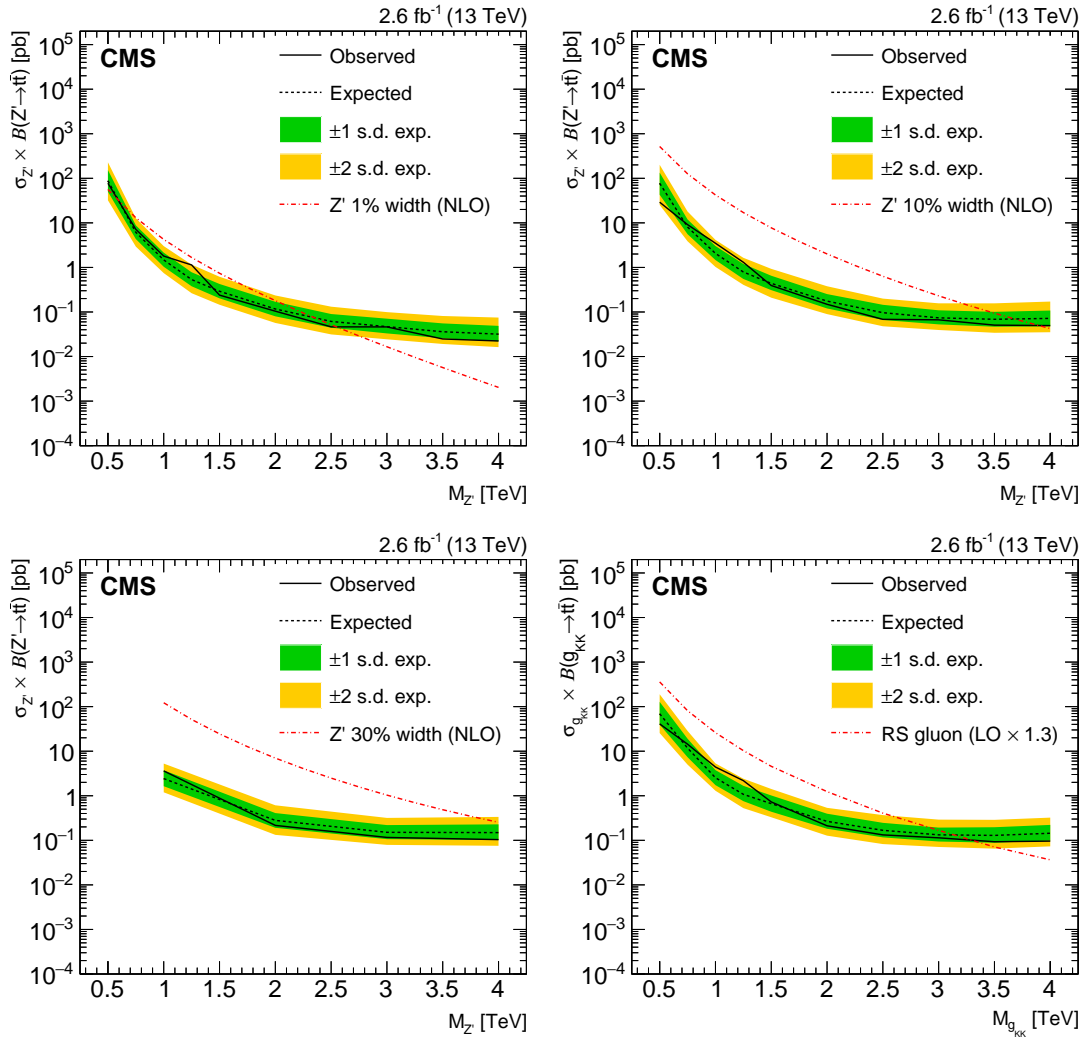 2.6 fb⁻¹ (13 TeV)
CMS
Observed
Expected
±1 s.d. exp.
±2 s.d. exp.
Z' 1% width (NLO)
σ_Z' × B(Z'→tt̄) [pb]
10⁵
10⁴
10³
10²
10
1
10⁻¹
10⁻²
10⁻³
10⁻⁴
0.5 1 1.5 2 2.5 3 3.5 4
M_Z' [TeV]
2.6 fb⁻¹ (13 TeV)
CMS
Observed
Expected
±1 s.d. exp.
±2 s.d. exp.
Z' 10% width (NLO)
σ_Z' × B(Z'→tt̄) [pb]
10⁵
10⁴
10³
10²
10
1
10⁻¹
10⁻²
10⁻³
10⁻⁴
0.5 1 1.5 2 2.5 3 3.5 4
M_Z' [TeV]
2.6 fb⁻¹ (13 TeV)
CMS
Observed
Expected
±1 s.d. exp.
±2 s.d. exp.
Z' 30% width (NLO)
σ_Z' × B(Z'→tt̄) [pb]
10⁵
10⁴
10³
10²
10
1
10⁻¹
10⁻²
10⁻³
10⁻⁴
0.5 1 1.5 2 2.5 3 3.5 4
M_Z' [TeV]
2.6 fb⁻¹ (13 TeV)
CMS
Observed
Expected
±1 s.d. exp.
±2 s.d. exp.
RS gluon (LO × 1.3)
σ_gKK × B(g_KK→tt̄) [pb]
10⁵
10⁴
10³
10²
10
1
10⁻¹
10⁻²
10⁻³
10⁻⁴
0.5 1 1.5 2 2.5 3 3.5 4
M_gKK [TeV]